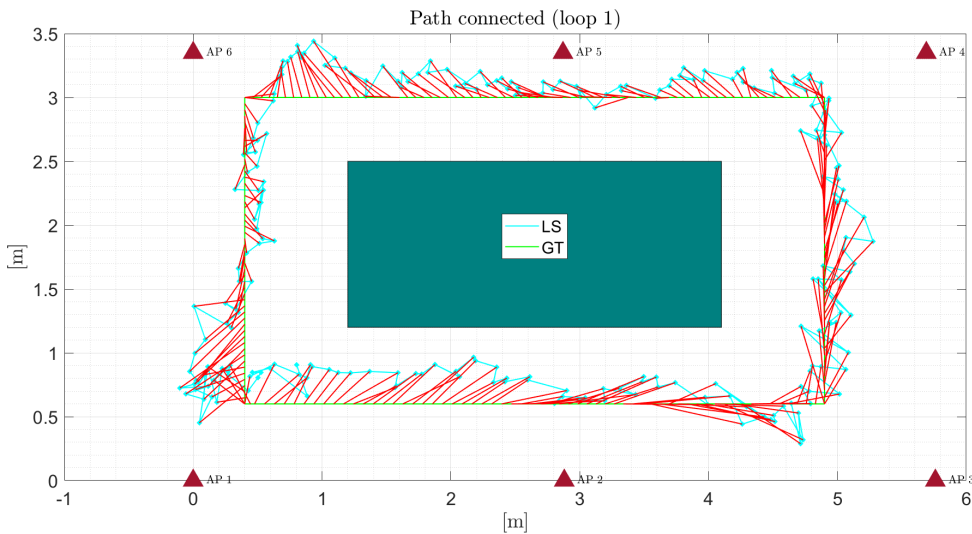 Path connected (loop 1)
3.5
AP 6
AP 5
AP 4
3
2.5
2
[m]
LS
GT
1.5
1
0.5
0
AP 1
AP 2
AP 3
-1
0
1
2
3
4
5
6
[m]